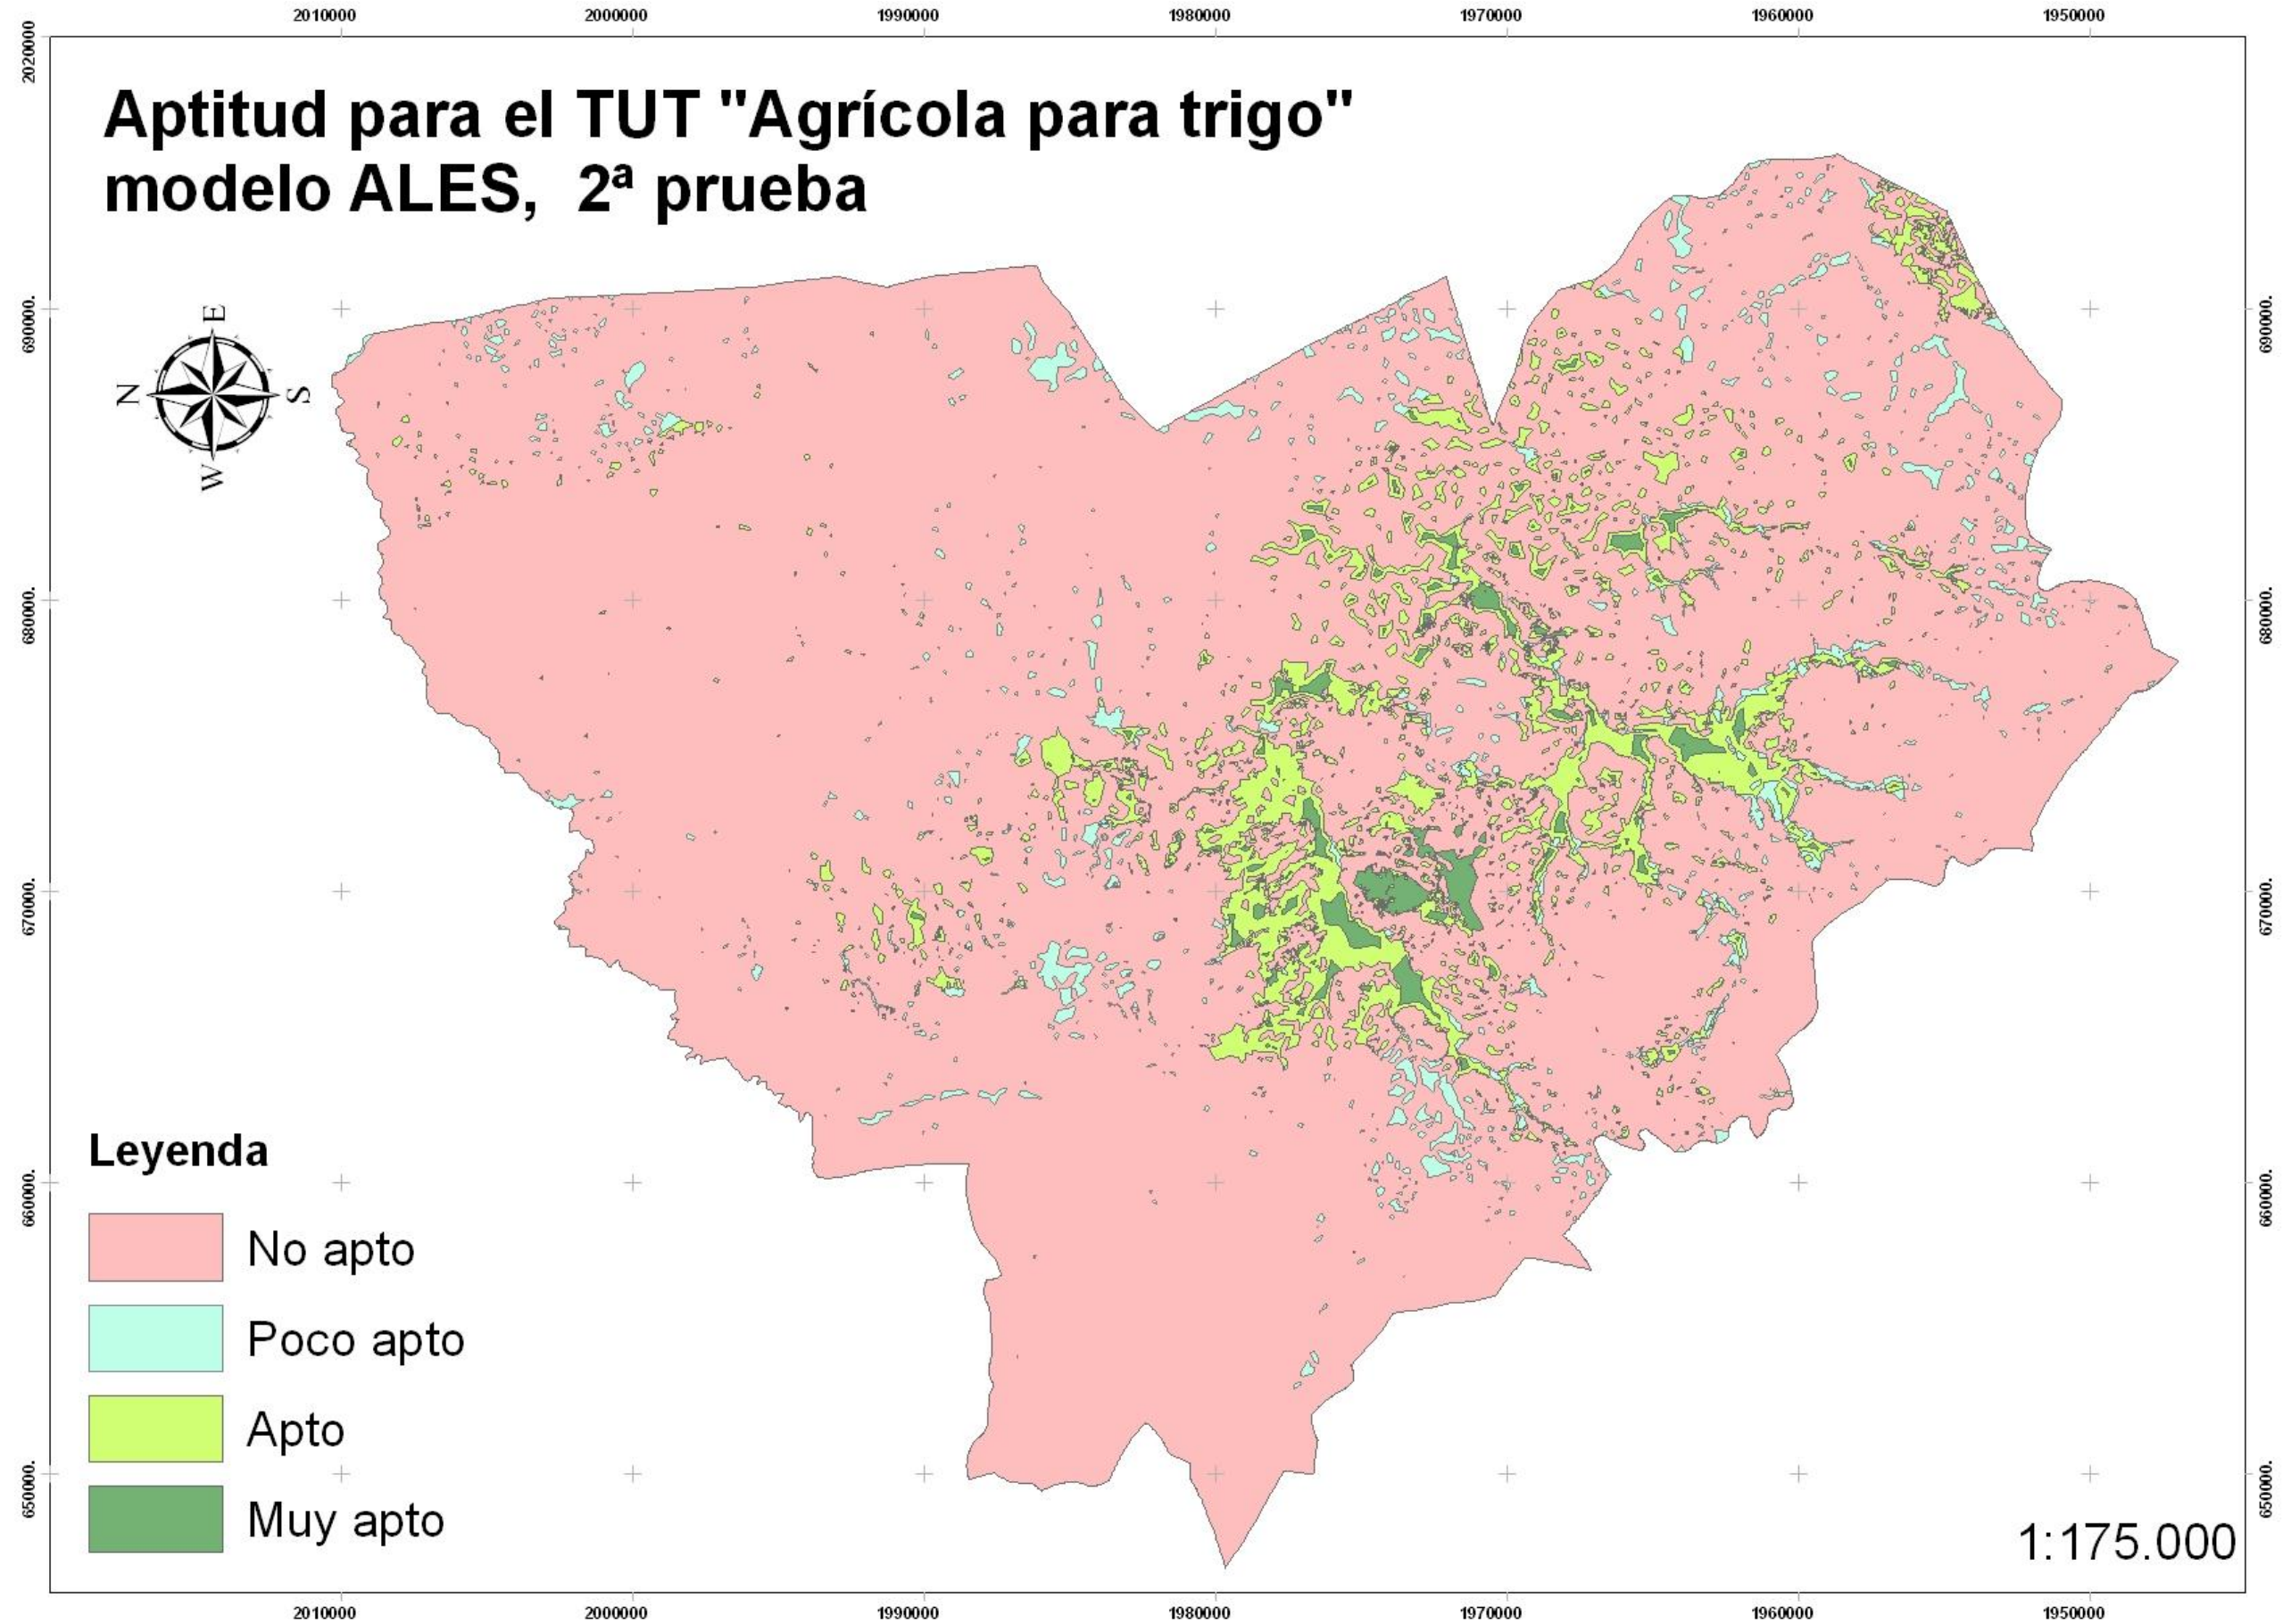 2010000 2000000 1990000 1980000 1970000 1960000 1950000
2020000
Aptitud para el TUT "Agrícola para trigo"
modelo ALES, 2ª prueba
E
N
S
W
690000.
690000.
680000.
680000.
670000.
670000.
660000.
660000.
650000.
650000.
Leyenda
No apto
Poco apto
Apto
Muy apto
1:175.000
2010000 2000000 1990000 1980000 1970000 1960000 1950000